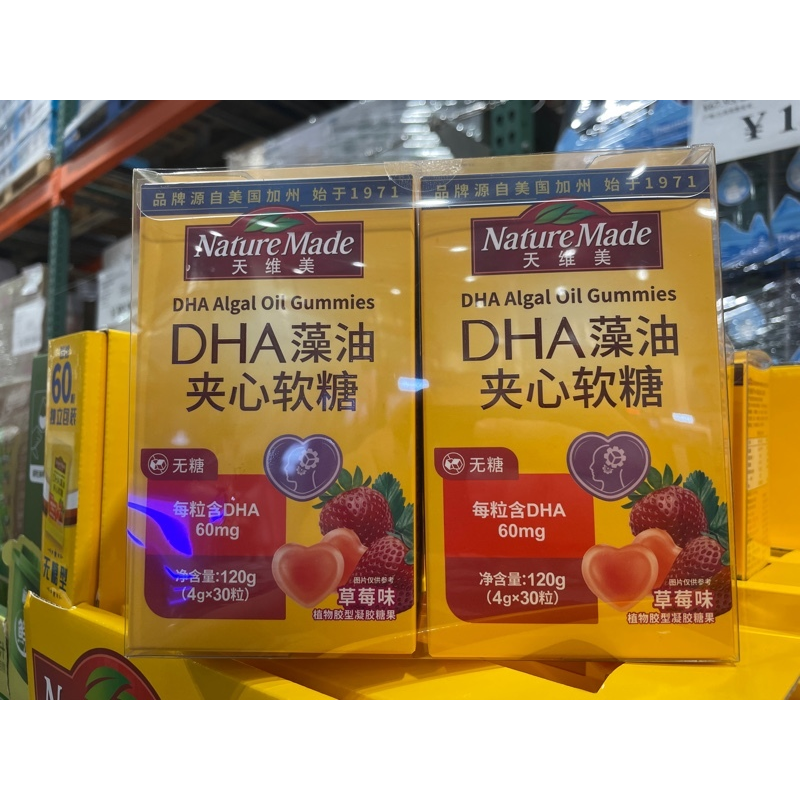 ¥1
品牌源自美国加州 始于1971
Nature Made
天维美
DHA Algal Oil Gummies
DHA藻油
夹心软糖
无糖
每粒含DHA
60mg
净含量:120g
(4g×30粒)
图片仅供参考
草莓味
植物胶型凝胶糖果
品牌源自美国加州 始于1971
Nature Made
天维美
DHA Algal Oil Gummies
DHA藻油
夹心软糖
无糖
每粒含DHA
60mg
净含量:120g
(4g×30粒)
图片仅供参考
草莓味
植物胶型凝胶糖果
60
独立包装